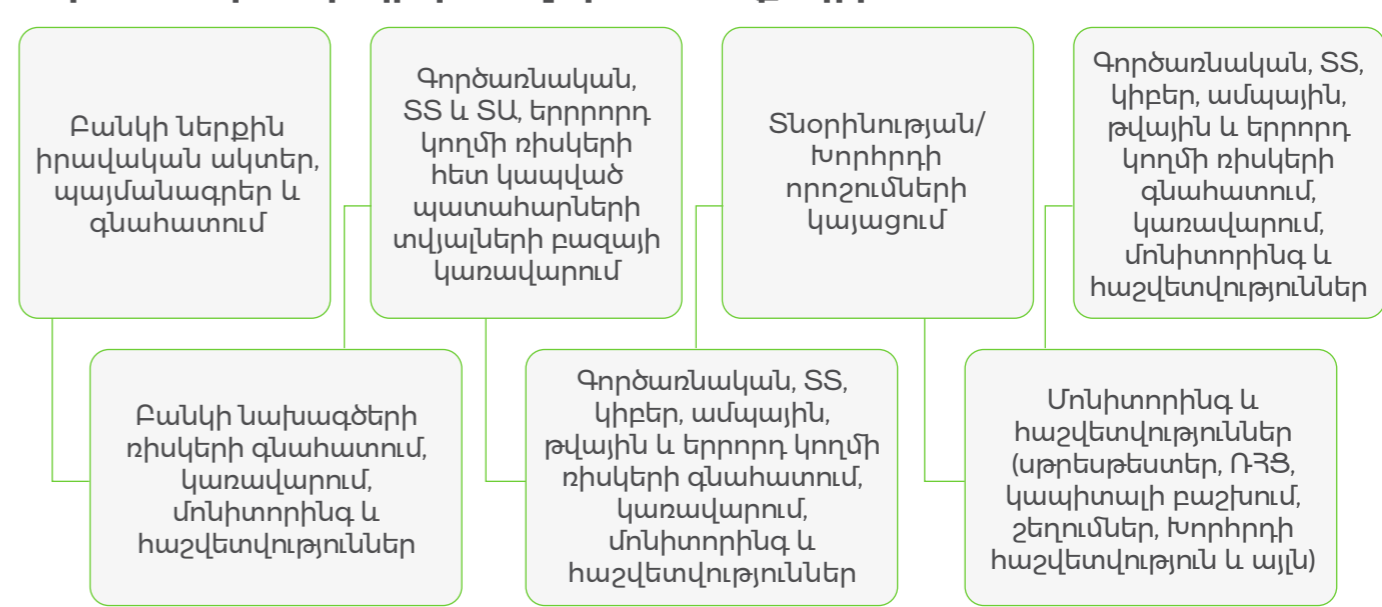 Բանկի ներքին
իրավական ակտեր,
պայմանագրեր և
գնահատում
Բանկի նախագծերի
ռիսկերի գնահատում,
կառավարում,
մոնիտորինգ և
հաշվետվություններ
Գործառնական,
ՏՏ և ՏԱ, երրրորդ
կողմի ռիսկերի
հետ կապված
պատահարների
տվյալների բազայի
կառավարում
Գործառնական, ՏՏ,
կիբեր, ամպային,
թվային և երրորդ կողմի
ռիսկերի գնահատում,
կառավարում,
մոնիտորինգ և
հաշվետվություններ
Տնօրինության/
Խորհրդի
որոշումների
կայացում
Մոնիտորինգ և
հաշվետվություններ
(սթրեսթեստեր, ՌՀՑ,
կապիտալի բաշխում,
շեղումներ, Խորհրդի
հաշվետվություն և այլն)
Գործառնական, ՏՏ,
կիբեր, ամպային,
թվային և երրորդ
կողմի ռիսկերի
գնահատում,
կառավարում,
մոնիտորինգ և
հաշվետվություններ